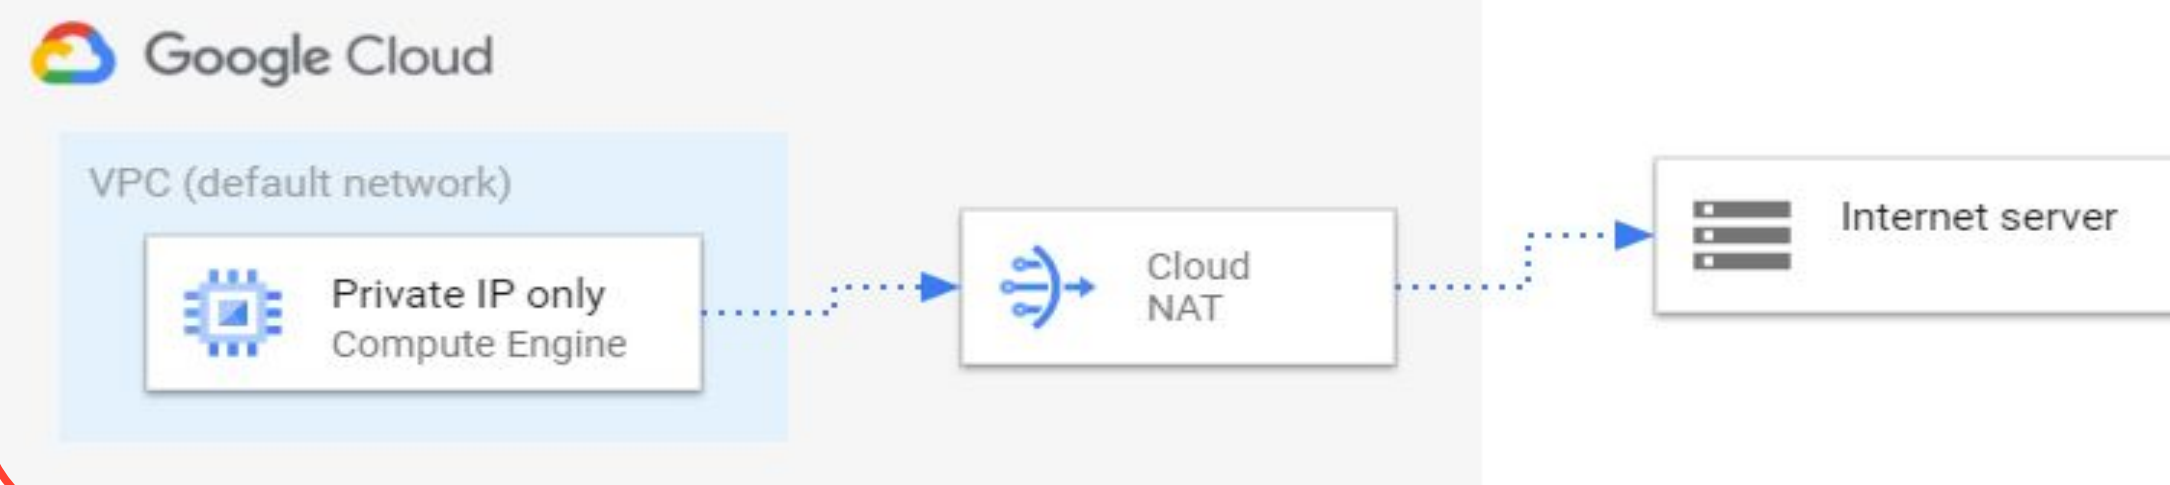 Google Cloud
VPC (default network)
Private IP only
Compute Engine
Cloud
NAT
Internet server